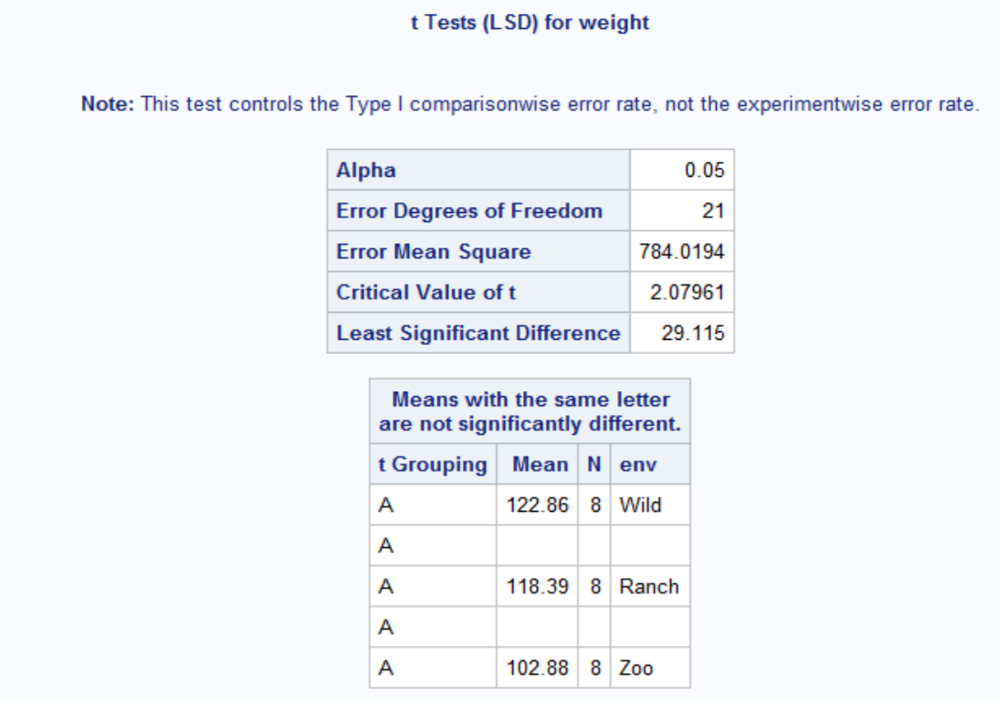 t Tests (LSD) for weight
Note: This test controls the Type I comparisonwise error rate, not the experimentwise error rate.
Alpha 0.05
Error Degrees of Freedom 21
Error Mean Square 784.0194
Critical Value of t 2.07961
Least Significant Difference 29.115
Means with the same letter
are not significantly different.
t Grouping Mean N env
A 122.86 8 Wild
A
A 118.39 8 Ranch
A
A 102.88 8 Zoo